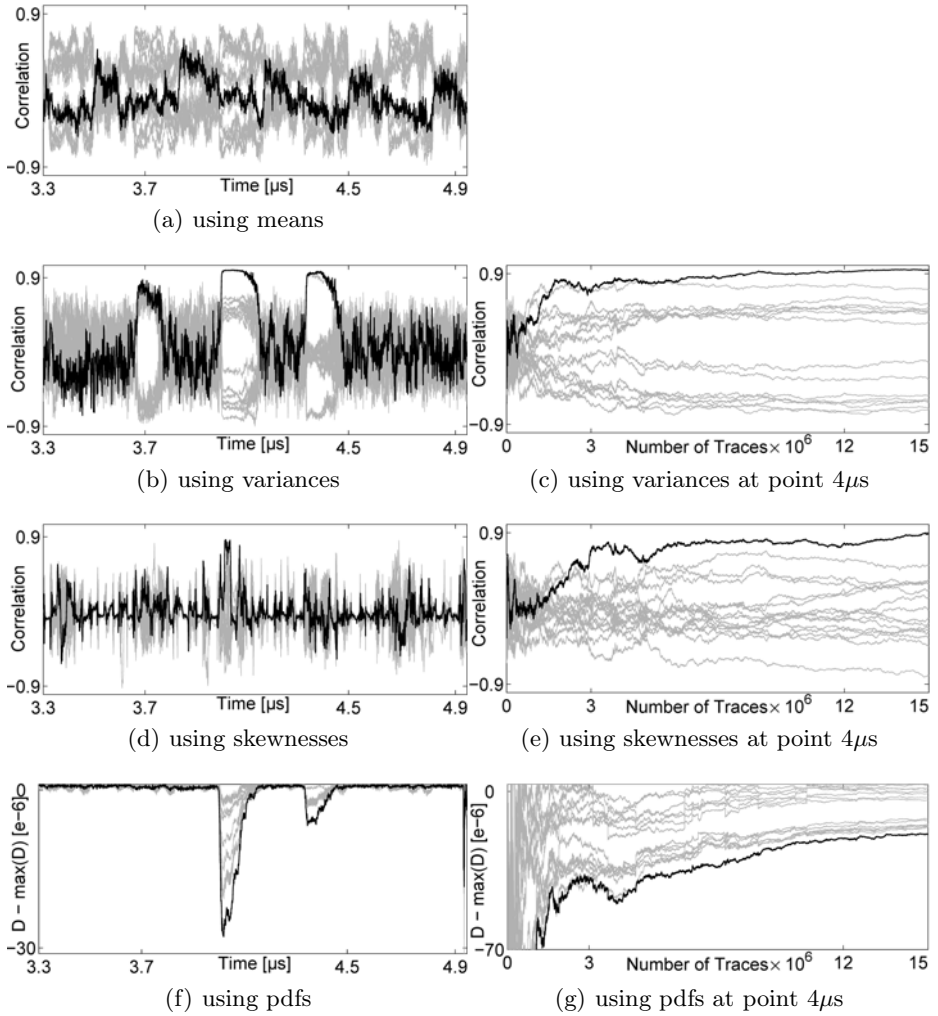 0.9
Correlation
−0.9
3.3
3.7
Time [µs]
4.5
4.9
(a) using means
0.9
Correlation
−0.9
3.3
3.7
Time [µs]
4.5
4.9
(b) using variances
0.9
Correlation
−0.9
0
3
Number of Traces× 10^6
12
15
(c) using variances at point 4µs
0.9
Correlation
−0.9
3.3
3.7
Time [µs]
4.5
4.9
(d) using skewnesses
0.9
Correlation
−0.9
0
3
Number of Traces× 10^6
12
15
(e) using skewnesses at point 4µs
0
D − max(D) [e−6]
−30
3.3
3.7
Time [µs]
4.5
4.9
(f) using pdfs
0
D − max(D) [e−6]
−70
0
3
Number of Traces× 10^6
12
15
(g) using pdfs at point 4µs